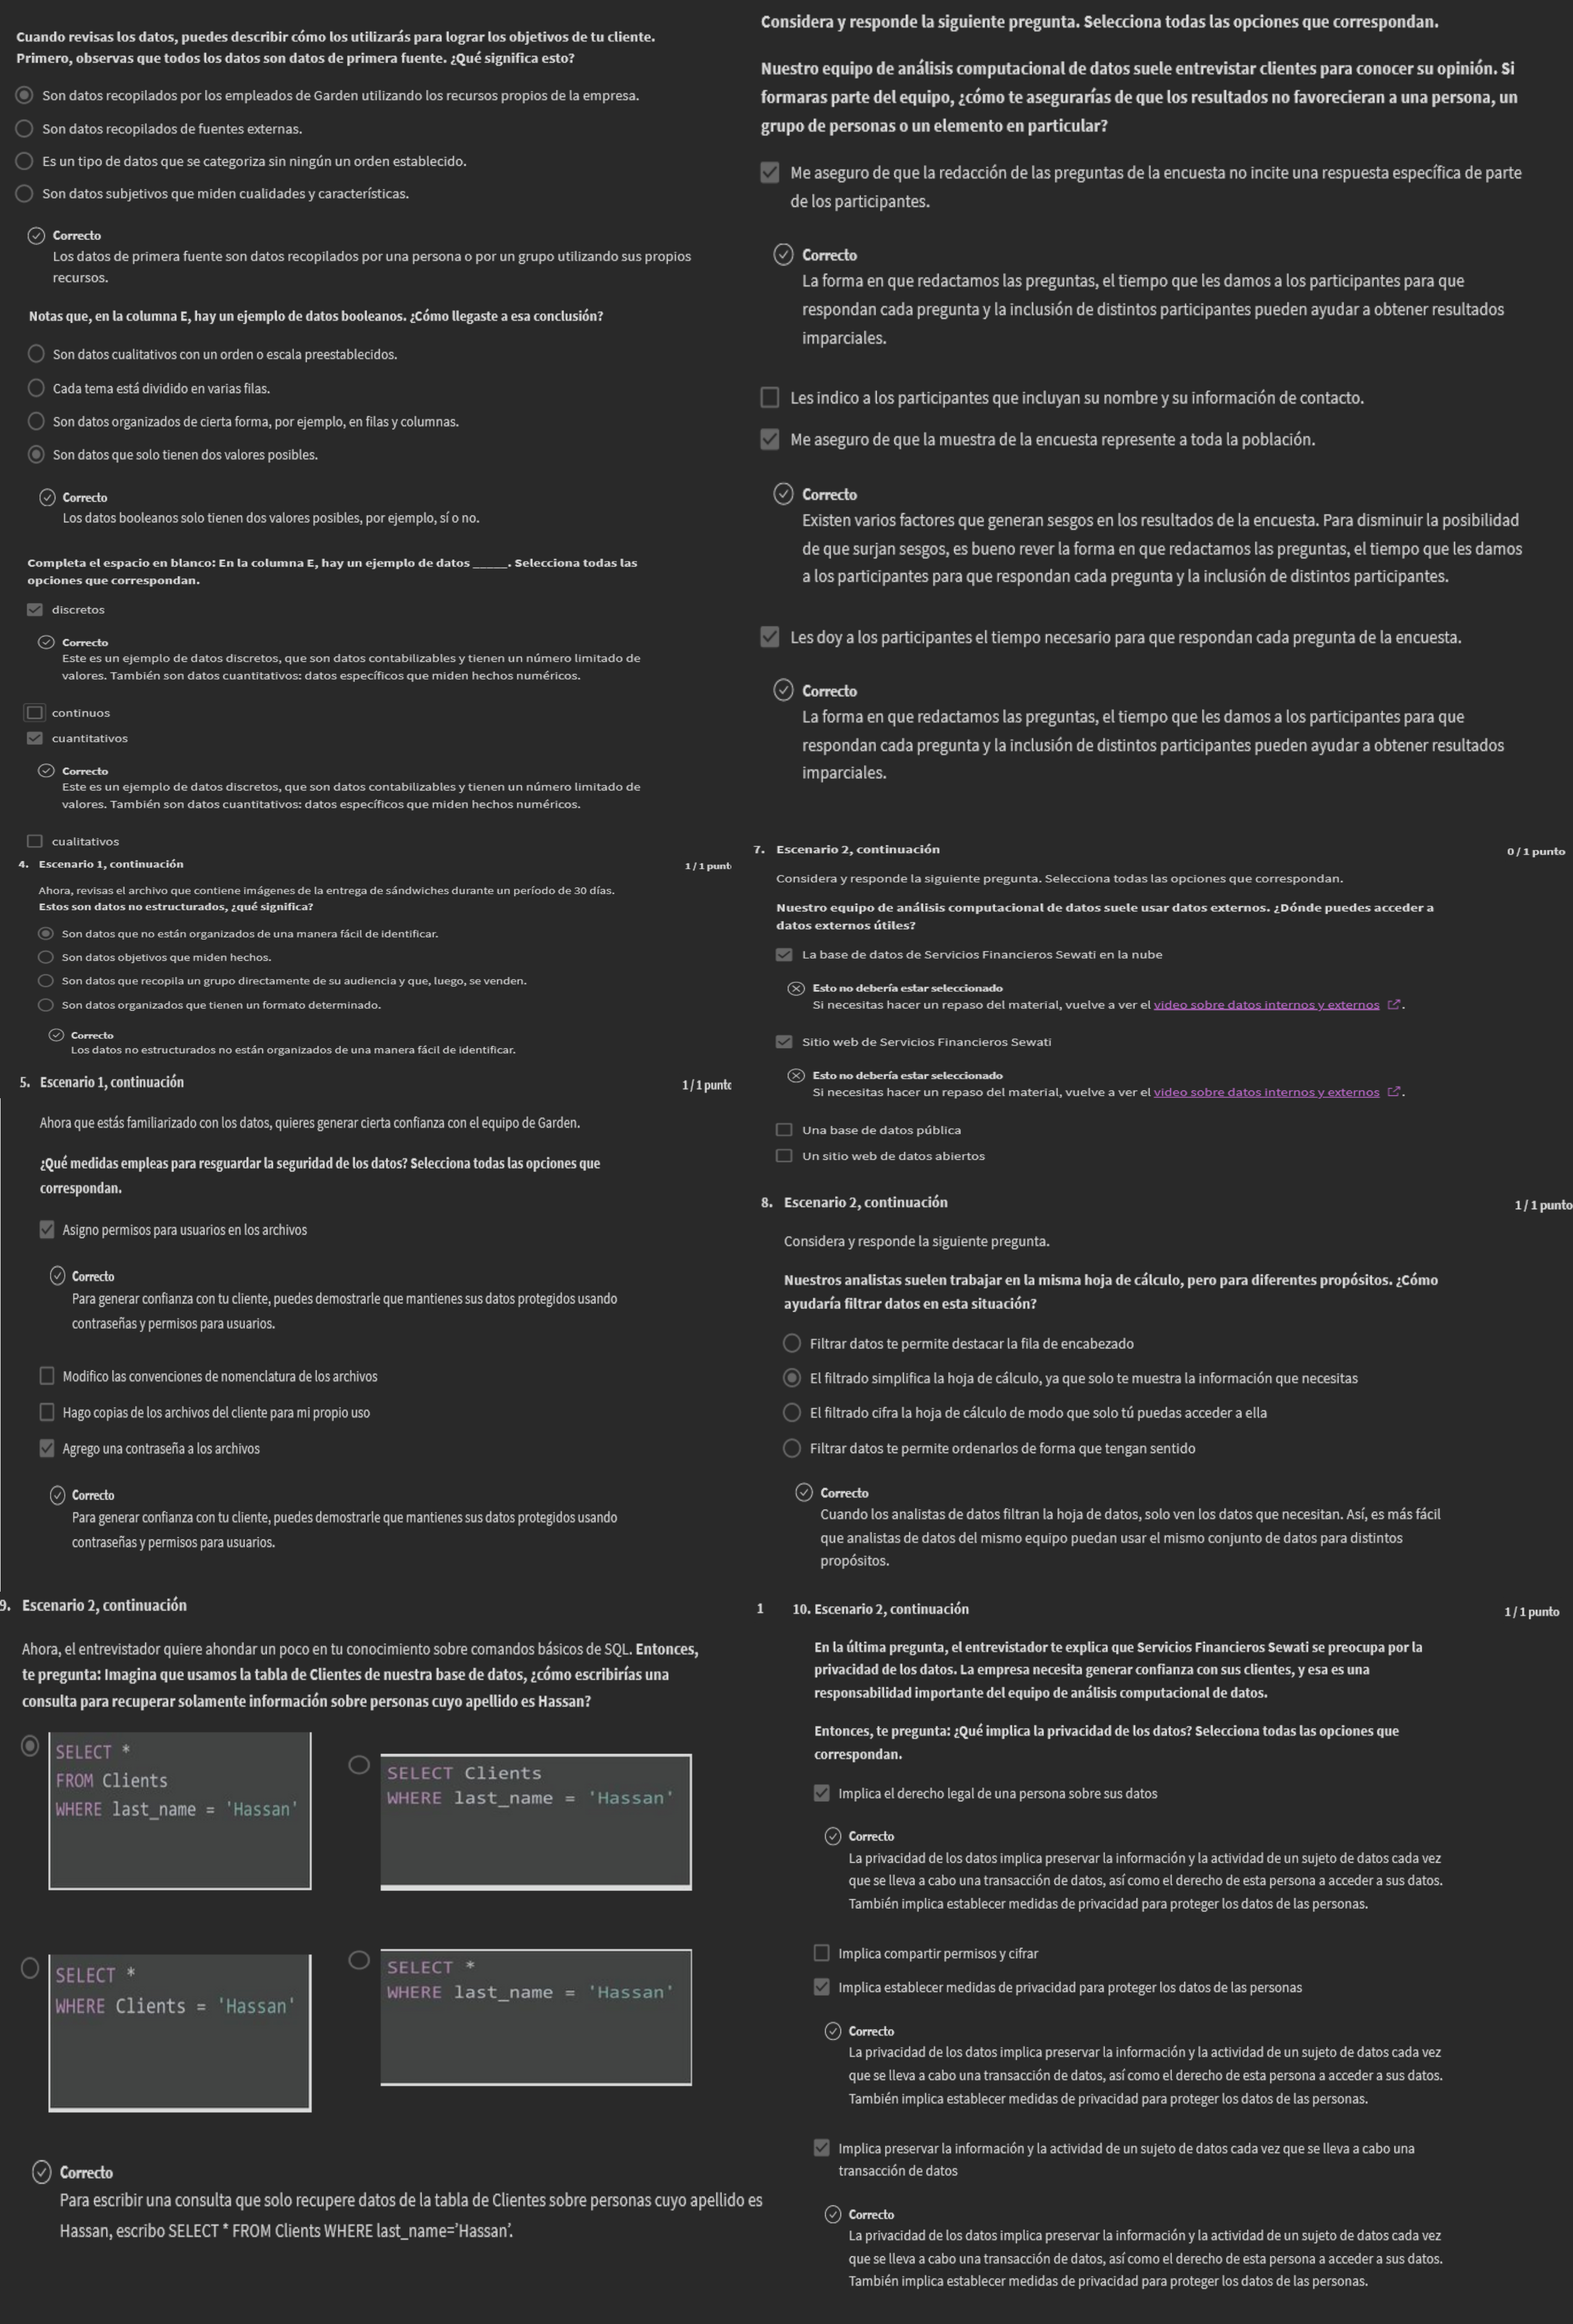 Cuando revisas los datos, puedes describir cómo los utilizarás para lograr los objetivos de tu cliente.
Primero, observas que todos los datos son datos de primera fuente. ¿Qué significa esto?
Son datos recopilados por los empleados de Garden utilizando los recursos propios de la empresa.
Son datos recopilados de fuentes externas.
Es un tipo de datos que se categoriza sin ningún un orden establecido.
Son datos subjetivos que miden cualidades y características.
Correcto
Los datos de primera fuente son datos recopilados por una persona o por un grupo utilizando sus propios
recursos.
Notas que, en la columna E, hay un ejemplo de datos booleanos. ¿Cómo llegaste a esa conclusión?
Son datos cualitativos con un orden o escala preestablecidos.
Cada tema está dividido en varias filas.
Son datos organizados de cierta forma, por ejemplo, en filas y columnas.
Son datos que solo tienen dos valores posibles.
Correcto
Los datos booleanos solo tienen dos valores posibles, por ejemplo, sí o no.
Completa el espacio en blanco: En la columna E, hay un ejemplo de datos _____. Selecciona todas las
opciones que correspondan.
discretos
Correcto
Este es un ejemplo de datos discretos, que son datos contabilizables y tienen un número limitado de
valores. También son datos cuantitativos: datos específicos que miden hechos numéricos.
continuos
cuantitativos
Correcto
Este es un ejemplo de datos discretos, que son datos contabilizables y tienen un número limitado de
valores. También son datos cuantitativos: datos específicos que miden hechos numéricos.
cualitativos
4. Escenario 1, continuación
1 / 1 punt
Ahora, revisas el archivo que contiene imágenes de la entrega de sándwiches durante un período de 30 días.
Estos son datos no estructurados, ¿qué significa?
Son datos que no están organizados de una manera fácil de identificar.
Son datos objetivos que miden hechos.
Son datos que recopila un grupo directamente de su audiencia y que, luego, se venden.
Son datos organizados que tienen un formato determinado.
Correcto
Los datos no estructurados no están organizados de una manera fácil de identificar.
5. Escenario 1, continuación
1 / 1 punto
Ahora que estás familiarizado con los datos, quieres generar cierta confianza con el equipo de Garden.
¿Qué medidas empleas para resguardar la seguridad de los datos? Selecciona todas las opciones que
correspondan.
Asigno permisos para usuarios en los archivos
Correcto
Para generar confianza con tu cliente, puedes demostrarle que mantienes sus datos protegidos usando
contraseñas y permisos para usuarios.
Modifico las convenciones de nomenclatura de los archivos
Hago copias de los archivos del cliente para mi propio uso
Agrego una contraseña a los archivos
Correcto
Para generar confianza con tu cliente, puedes demostrarle que mantienes sus datos protegidos usando
contraseñas y permisos para usuarios.
Considera y responde la siguiente pregunta. Selecciona todas las opciones que correspondan.
Nuestro equipo de análisis computacional de datos suele entrevistar clientes para conocer su opinión. Si
formaras parte del equipo, ¿cómo te asegurarías de que los resultados no favorecieran a una persona, un
grupo de personas o un elemento en particular?
Me aseguro de que la redacción de las preguntas de la encuesta no incite una respuesta específica de parte
de los participantes.
Correcto
La forma en que redactamos las preguntas, el tiempo que les damos a los participantes para que
respondan cada pregunta y la inclusión de distintos participantes pueden ayudar a obtener resultados
imparciales.
Les indico a los participantes que incluyan su nombre y su información de contacto.
Me aseguro de que la muestra de la encuesta represente a toda la población.
Correcto
Existen varios factores que generan sesgos en los resultados de la encuesta. Para disminuir la posibilidad
de que surjan sesgos, es bueno rever la forma en que redactamos las preguntas, el tiempo que les damos
a los participantes para que respondan cada pregunta y la inclusión de distintos participantes.
Les doy a los participantes el tiempo necesario para que respondan cada pregunta de la encuesta.
Correcto
La forma en que redactamos las preguntas, el tiempo que les damos a los participantes para que
respondan cada pregunta y la inclusión de distintos participantes pueden ayudar a obtener resultados
imparciales.
7. Escenario 2, continuación
0 / 1 punto
Considera y responde la siguiente pregunta. Selecciona todas las opciones que correspondan.
Nuestro equipo de análisis computacional de datos suele usar datos externos. ¿Dónde puedes acceder a
datos externos útiles?
La base de datos de Servicios Financieros Sewati en la nube
Esto no debería estar seleccionado
Si necesitas hacer un repaso del material, vuelve a ver el video sobre datos internos y externos .
Sitio web de Servicios Financieros Sewati
Esto no debería estar seleccionado
Si necesitas hacer un repaso del material, vuelve a ver el video sobre datos internos y externos .
Una base de datos pública
Un sitio web de datos abiertos
8. Escenario 2, continuación
1 / 1 punto
Considera y responde la siguiente pregunta.
Nuestros analistas suelen trabajar en la misma hoja de cálculo, pero para diferentes propósitos. ¿Cómo
ayudaría filtrar datos en esta situación?
Filtrar datos te permite destacar la fila de encabezado
El filtrado simplifica la hoja de cálculo, ya que solo te muestra la información que necesitas
El filtrado cifra la hoja de cálculo de modo que solo tú puedas acceder a ella
Filtrar datos te permite ordenarlos de forma que tengan sentido
Correcto
Cuando los analistas de datos filtran la hoja de datos, solo ven los datos que necesitan. Así, es más fácil
que analistas de datos del mismo equipo puedan usar el mismo conjunto de datos para distintos
propósitos.
9. Escenario 2, continuación
1
Ahora, el entrevistador quiere ahondar un poco en tu conocimiento sobre comandos básicos de SQL. Entonces,
te pregunta: Imagina que usamos la tabla de Clientes de nuestra base de datos, ¿cómo escribirías una
consulta para recuperar solamente información sobre personas cuyo apellido es Hassan?
SELECT *
FROM Clients
WHERE last_name = 'Hassan'
SELECT Clients
WHERE last_name = 'Hassan'
SELECT *
WHERE Clients = 'Hassan'
SELECT *
WHERE last_name = 'Hassan'
Correcto
Para escribir una consulta que solo recupere datos de la tabla de Clientes sobre personas cuyo apellido es
Hassan, escribo SELECT * FROM Clients WHERE last_name='Hassan'.
10. Escenario 2, continuación
1 / 1 punto
En la última pregunta, el entrevistador te explica que Servicios Financieros Sewati se preocupa por la
privacidad de los datos. La empresa necesita generar confianza con sus clientes, y esa es una
responsabilidad importante del equipo de análisis computacional de datos.
Entonces, te pregunta: ¿Qué implica la privacidad de los datos? Selecciona todas las opciones que
correspondan.
Implica el derecho legal de una persona sobre sus datos
Correcto
La privacidad de los datos implica preservar la información y la actividad de un sujeto de datos cada vez
que se lleva a cabo una transacción de datos, así como el derecho de esta persona a acceder a sus datos.
También implica establecer medidas de privacidad para proteger los datos de las personas.
Implica compartir permisos y cifrar
Implica establecer medidas de privacidad para proteger los datos de las personas
Correcto
La privacidad de los datos implica preservar la información y la actividad de un sujeto de datos cada vez
que se lleva a cabo una transacción de datos, así como el derecho de esta persona a acceder a sus datos.
También implica establecer medidas de privacidad para proteger los datos de las personas.
Implica preservar la información y la actividad de un sujeto de datos cada vez que se lleva a cabo una
transacción de datos
Correcto
La privacidad de los datos implica preservar la información y la actividad de un sujeto de datos cada vez
que se lleva a cabo una transacción de datos, así como el derecho de esta persona a acceder a sus datos.
También implica establecer medidas de privacidad para proteger los datos de las personas.